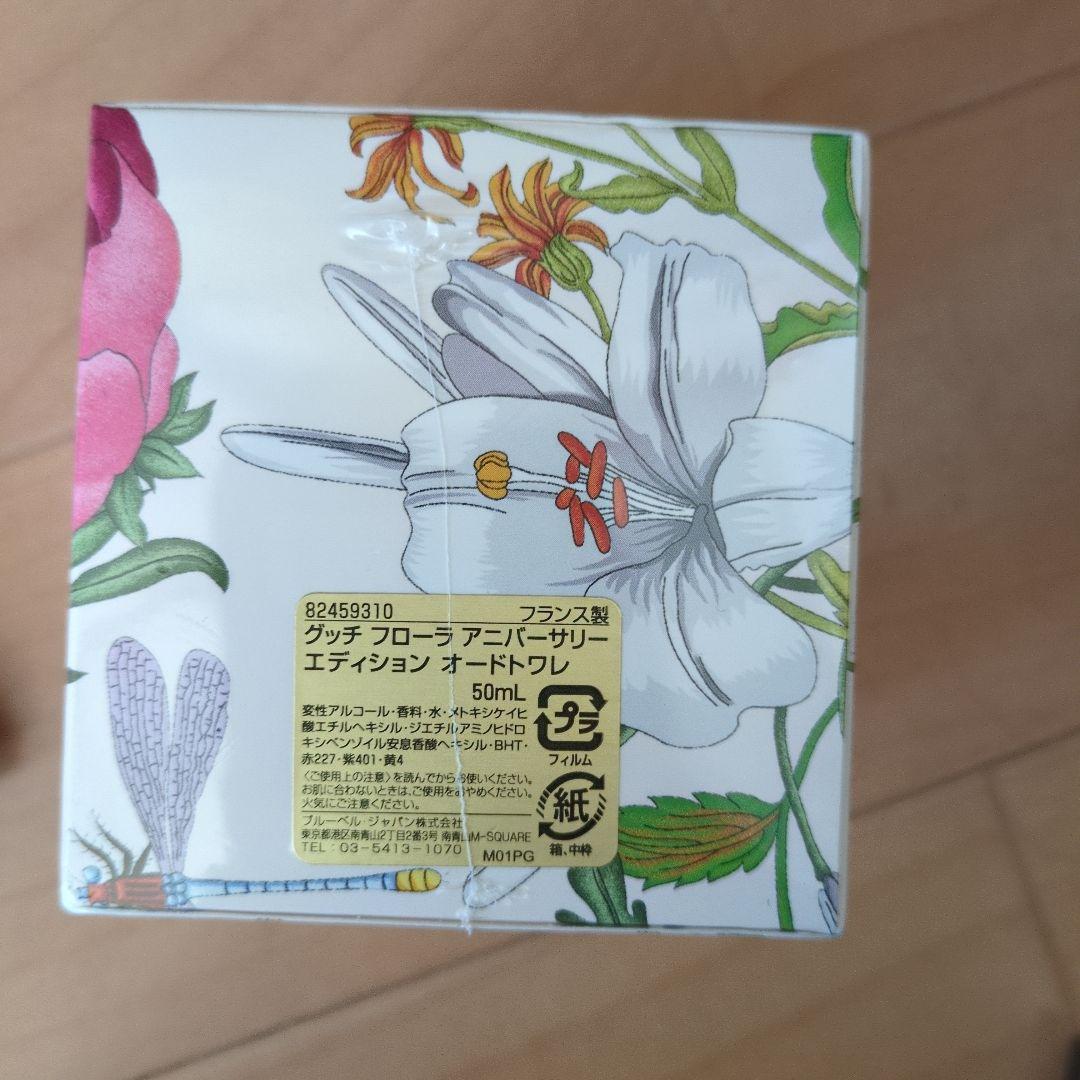 82459310 フランス製
グッチ フローラ アニバーサリー
エディション オードトワレ
50mL
変性アルコール・香料・水・メトキシケイヒ
酸エチルヘキシル・ジエチルアミノヒドロ
キシベンゾイル安息香酸ヘキシル・BHT・
赤227・紫401・黄4
プラ
フィルム
〈ご使用上の注意〉を読んでからお使いください。
お肌に合わないときは、ご使用をおやめください。
火気にご注意ください。
紙
箱、中枠
ブルーベル・ジャパン株式会社
東京都港区南青山2丁目2番3号 南青山M-SQUARE
TEL：03-5413-1070
M01PG